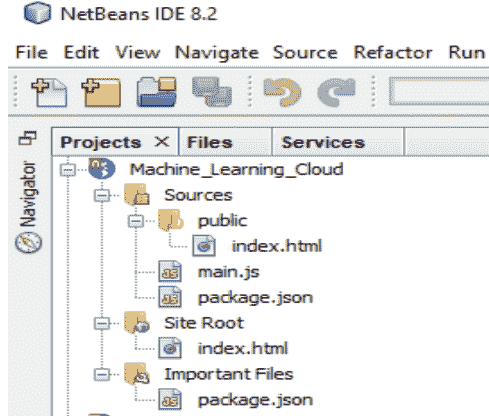 NetBeans IDE 8.2
File Edit View Navigate Source Refactor Run
Projects Files Services
Navigator
Machine_Learning_Cloud
Sources
public
index.html
main.js
package.json
Site Root
index.html
Important Files
package.json